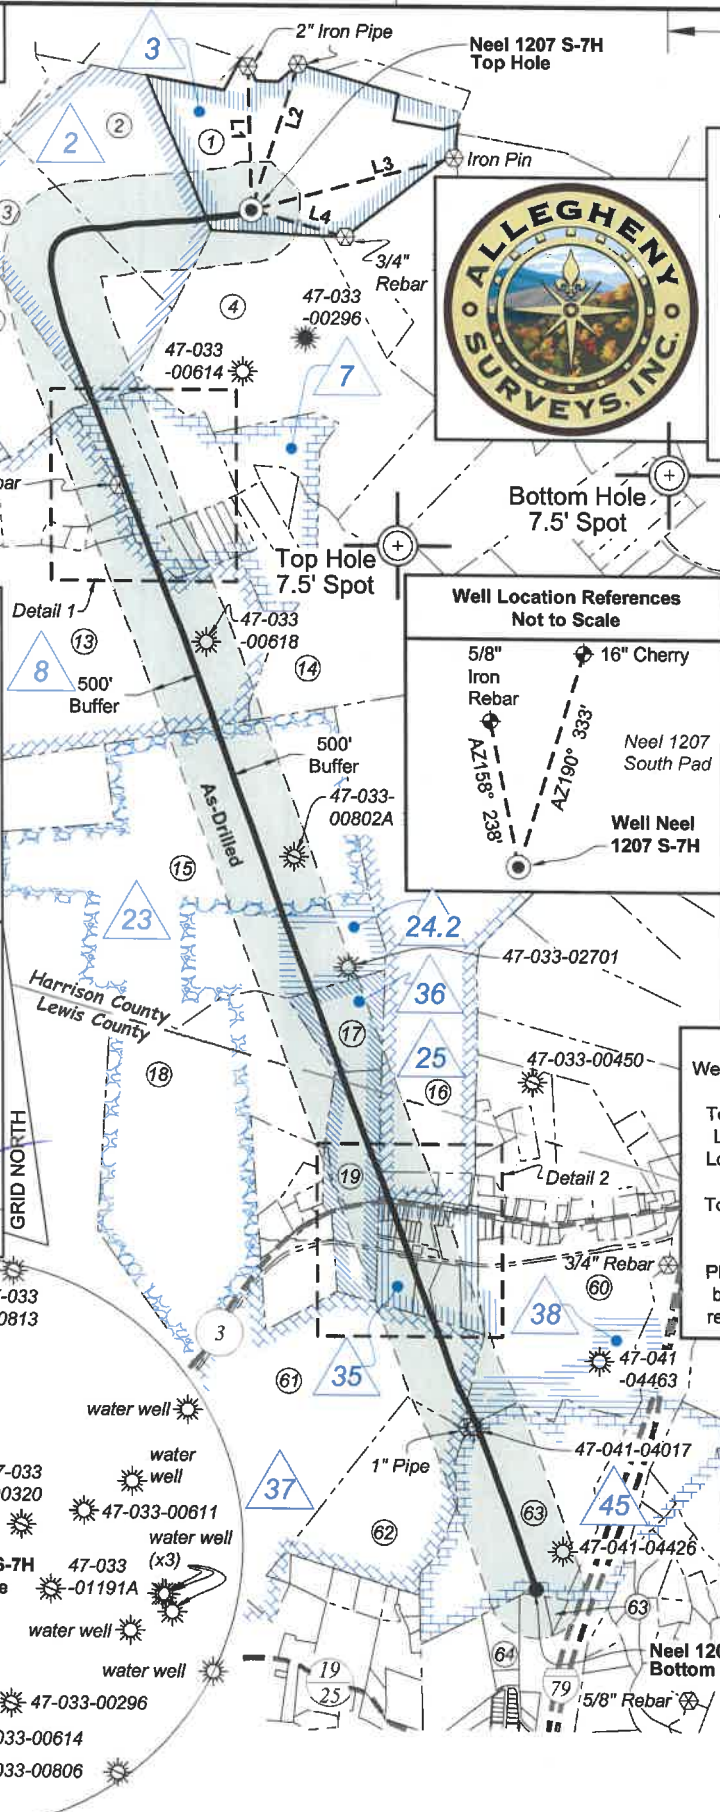 2" Iron Pipe
Neel 1207 S-7H
Top Hole
3
2
2
1
L1
L2
L3
L4
Iron Pin
3
3/4"
Rebar
4
47-033
-00296
47-033
-00614
7
ALLEGHENY
SURVEYS, INC.
Bottom Hole
7.5' Spot
Top Hole
7.5' Spot
Detail 1
13
47-033
-00618
8
500'
Buffer
14
500'
Buffer
As-Drilled
47-033-
00802A
Well Location References
Not to Scale
5/8"
Iron
Rebar
16" Cherry
AZ158° 238'
AZ190° 333'
Neel 1207
South Pad
Well Neel
1207 S-7H
15
23
24.2
47-033-02701
Harrison County
Lewis County
36
17
25
18
16
47-033-00450
GRID NORTH
19
Detail 2
3/4" Rebar
60
3
38
35
61
47-041
-04463
water well
1" Pipe
47-041-04017
water
well
37
45
47-033-00611
62
63
water well
(x3)
47-041-04426
47-033
-01191A
63
water well
64
water well
19
25
79
Bottom
5/8" Rebar
47-033-00296